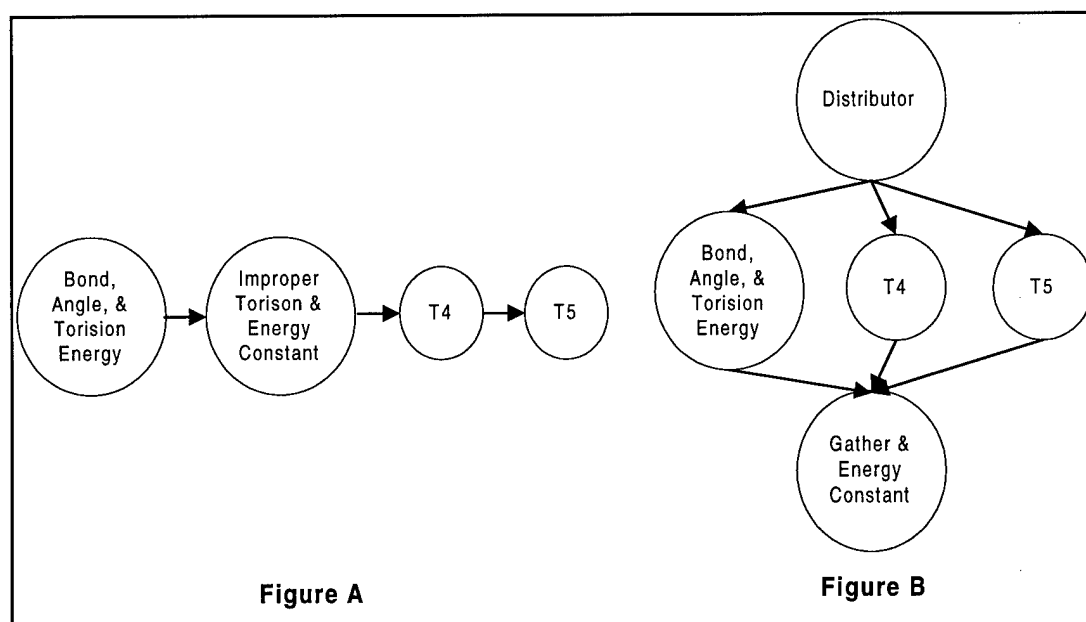 Bond,
Angle, &
Torision
Energy
Improper
Torison &
Energy
Constant
T4
T5
Figure A
Distributor
Bond,
Angle, &
Torision
Energy
T4
T5
Gather &
Energy
Constant
Figure B